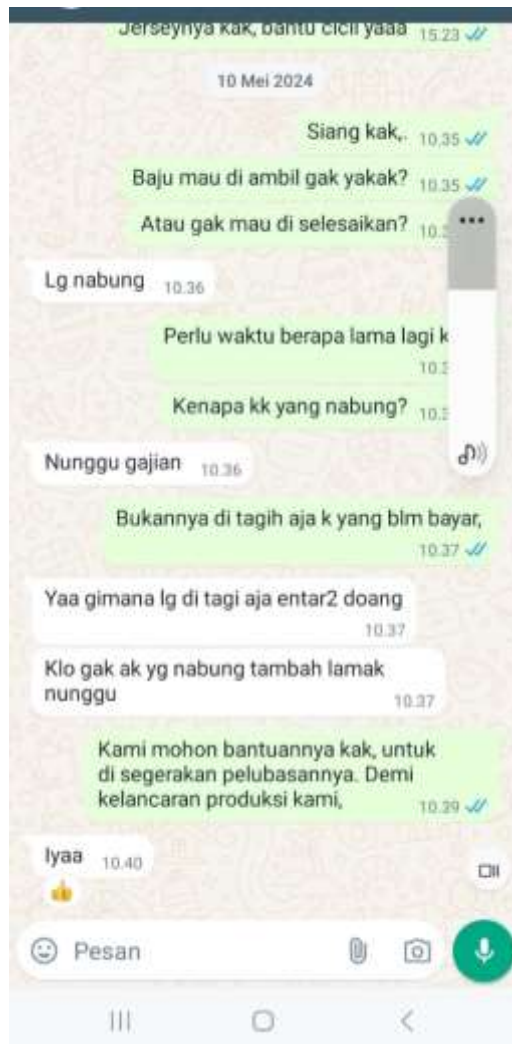 Jerseynya kak, bantu cicil yaaa 15.23
10 Mei 2024
Siang kak,. 10.35
Baju mau di ambil gak yakak? 10.35
Atau gak mau di selesaikan?
Lg nabung 10.36
Perlu waktu berapa lama lagi k
Kenapa kk yang nabung?
Nunggu gajian 10.36
Bukannya di tagih aja k yang blm bayar,
10.37
Yaa gimana lg di tagi aja entar2 doang
10.37
Klo gak ak yg nabung tambah lamak
nunggu 10.37
Kami mohon bantuannya kak, untuk
di segerakan pelubasannya. Demi
kelancaran produksi kami, 10.39
Iyaa 10.40
Pesan